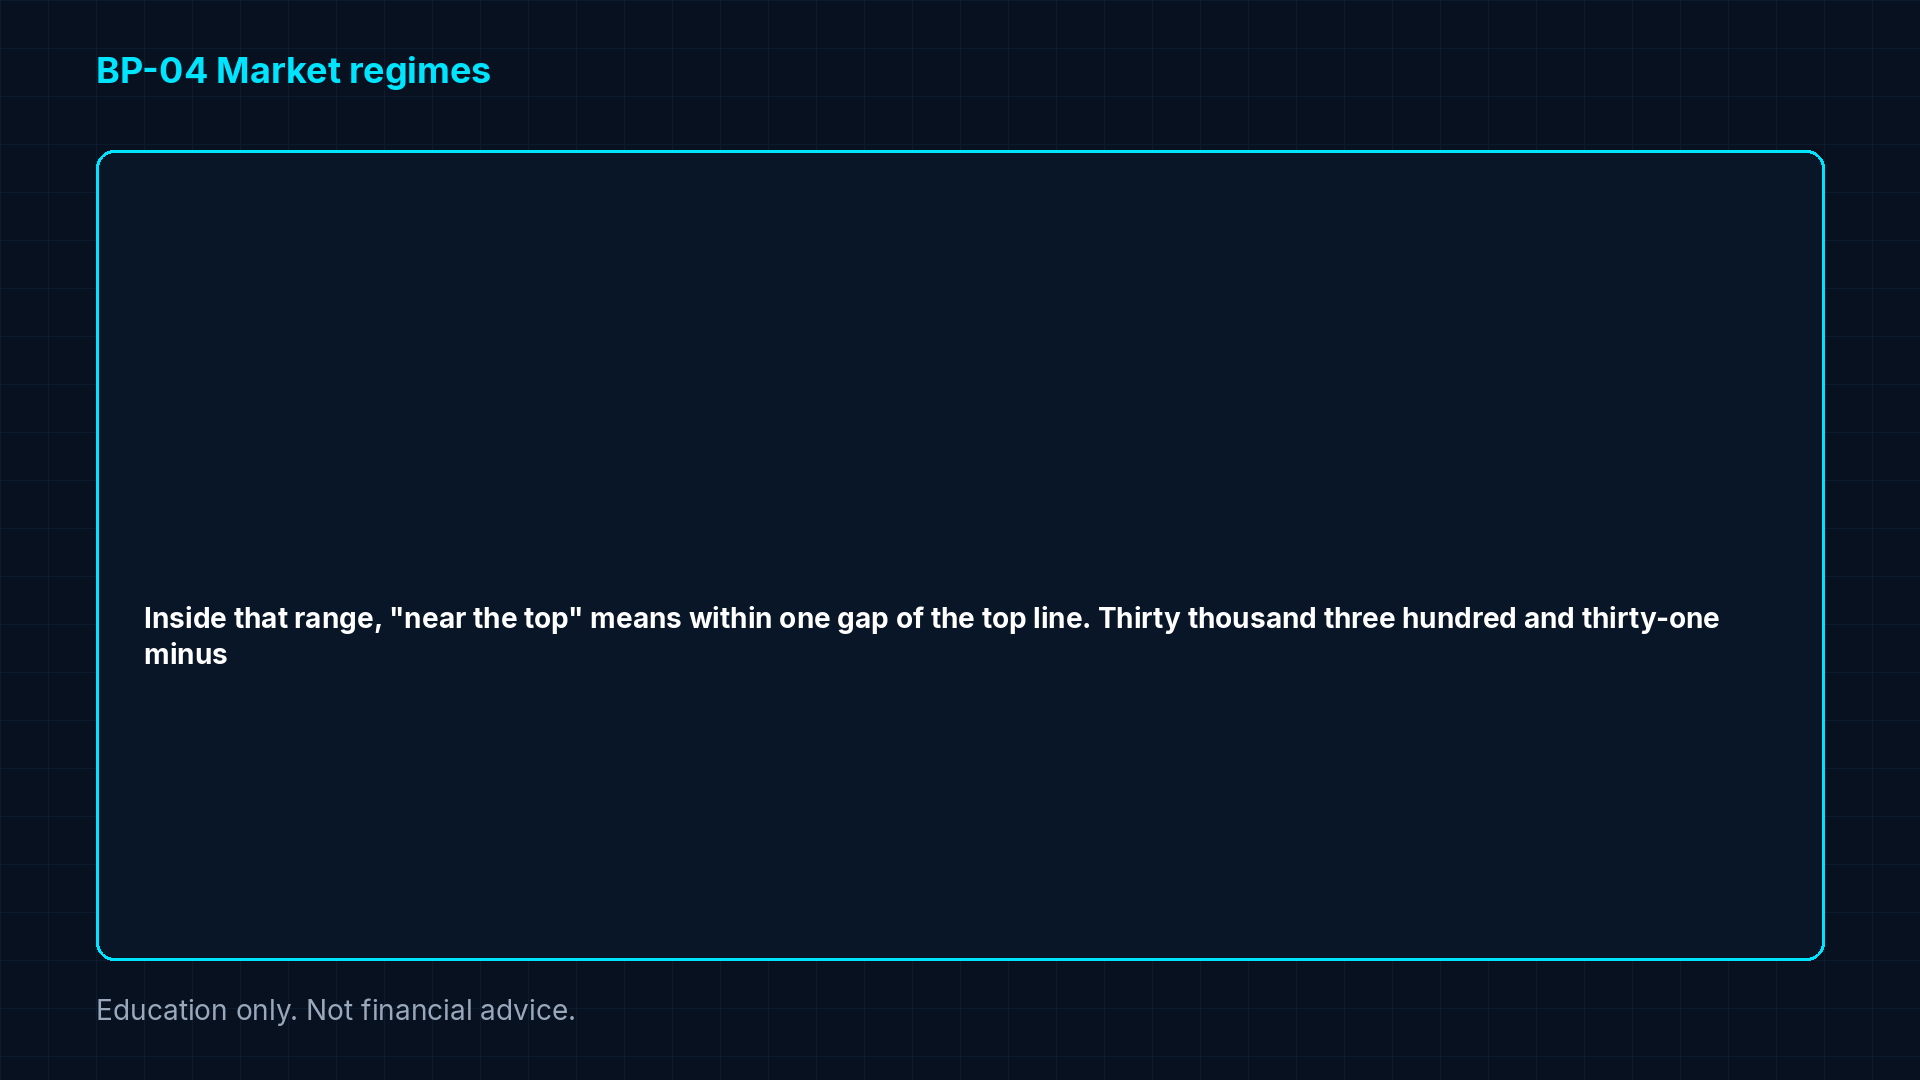 BP-04 Market regimes
Inside that range, "near the top" means within one gap of the top line. Thirty thousand three hundred and thirty-one
minus
Education only. Not financial advice.